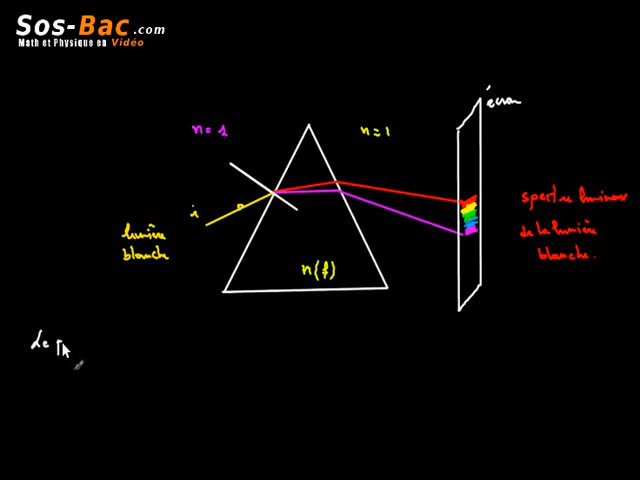 Sos-Bac.com
Math et Physique en Vidéo
écran
n=1
n=1
spectre lumineux
i
lumière
de la lumière
blanche
blanche.
n(f)
Le